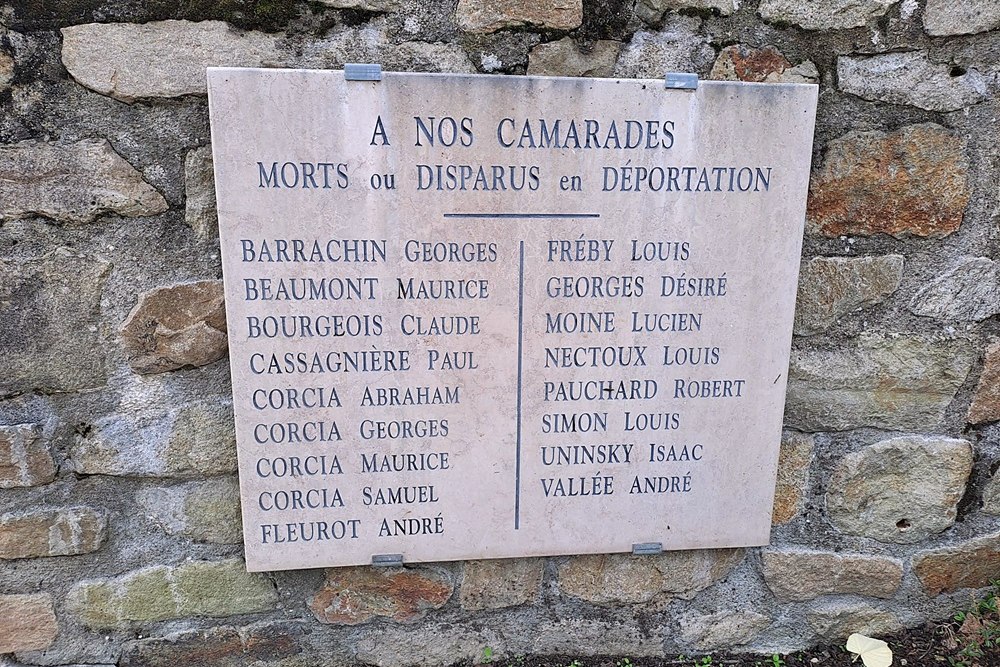 A NOS CAMARADES
MORTS ou DISPARUS en DÉPORTATION
BARRACHIN GEORGES
BEAUMONT MAURICE
BOURGEOIS CLAUDE
CASSAGNIÈRE PAUL
CORCIA ABRAHAM
CORCIA GEORGES
CORCIA MAURICE
CORCIA SAMUEL
FLEUROT ANDRÉ
FRÉBY LOUIS
GEORGES DÉSIRÉ
MOINE LUCIEN
NECTOUX LOUIS
PAUCHARD ROBERT
SIMON LOUIS
UNINSKY ISAAC
VALLÉE ANDRÉ